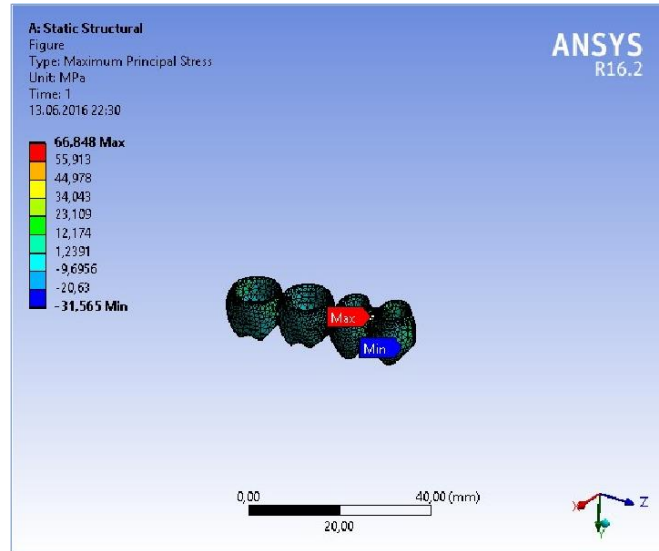 A: Static Structural
Figure
Type: Maximum Principal Stress
Unit: MPa
Time: 1
13.06.2016 22:30
ANSYS
R16.2
66,848 Max
55,913
44,978
34,043
23,109
12,174
1,2391
-9,6956
-20,63
-31,565 Min
Max
Min
0,00
40,00 (mm)
20,00
X
Z
Y